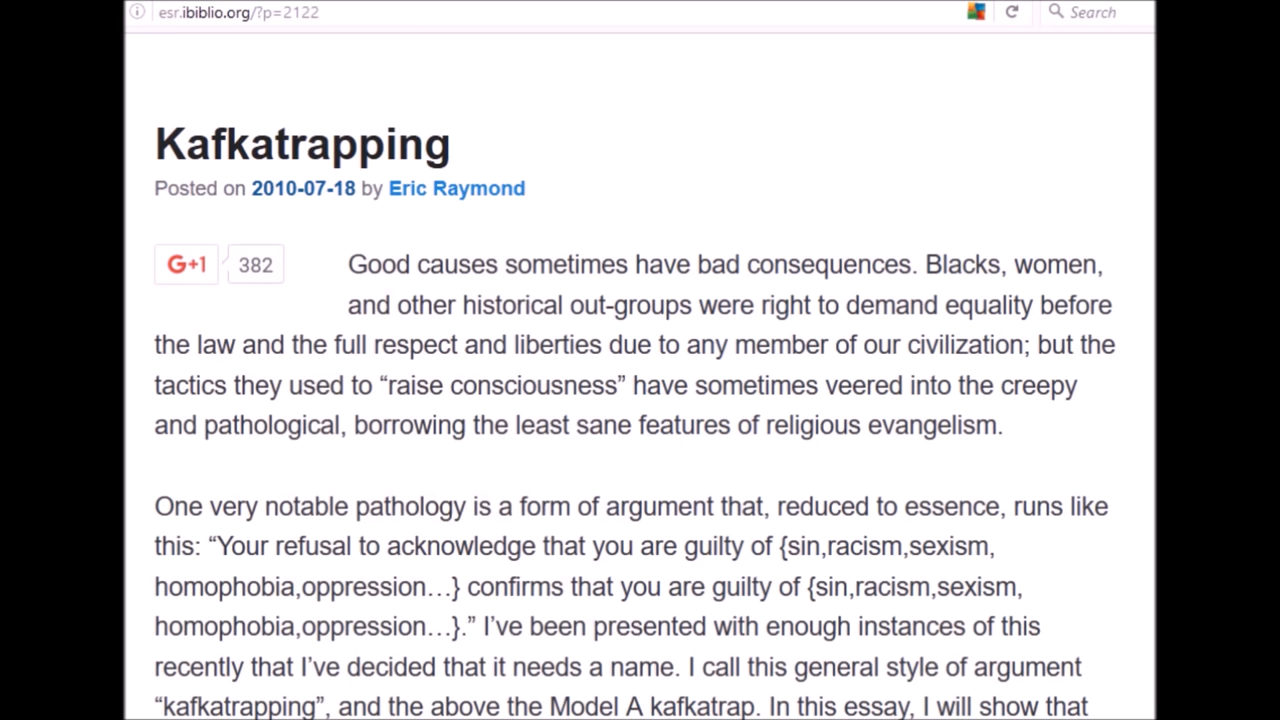 esr.ibiblio.org/?p=2122
Search
Kafkatrapping
Posted on 2010-07-18 by Eric Raymond
G+1 382
Good causes sometimes have bad consequences. Blacks, women,
and other historical out-groups were right to demand equality before
the law and the full respect and liberties due to any member of our civilization; but the
tactics they used to “raise consciousness” have sometimes veered into the creepy
and pathological, borrowing the least sane features of religious evangelism.
One very notable pathology is a form of argument that, reduced to essence, runs like
this: “Your refusal to acknowledge that you are guilty of {sin,racism,sexism,
homophobia,oppression…} confirms that you are guilty of {sin,racism,sexism,
homophobia,oppression…}.” I’ve been presented with enough instances of this
recently that I’ve decided that it needs a name. I call this general style of argument
“kafkatrapping”, and the above the Model A kafkatrap. In this essay, I will show that